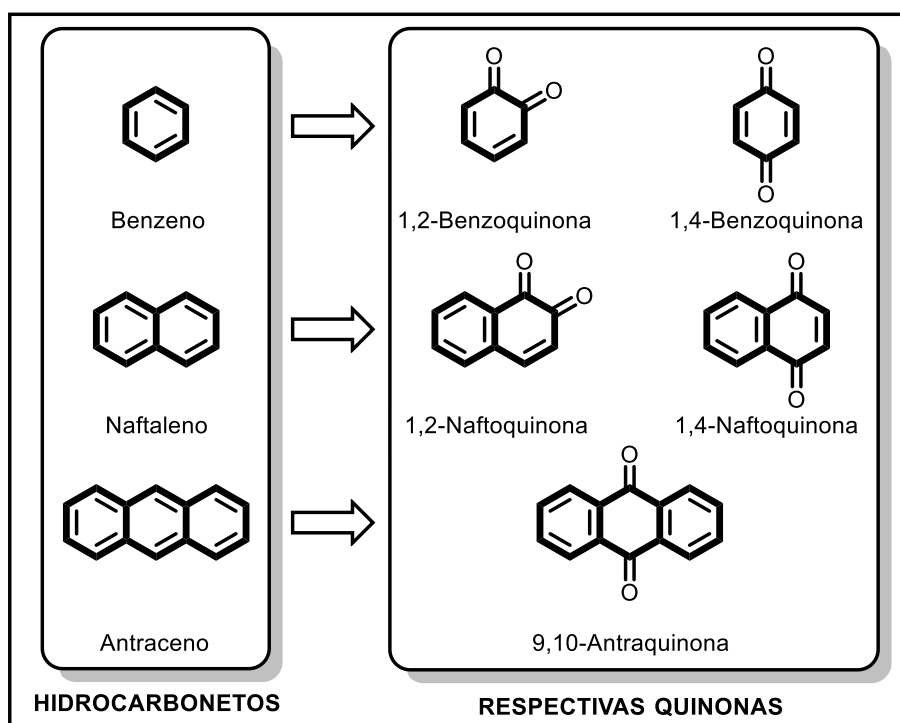 O
O
O
Benzeno
1,2-Benzoquinona
1,4-Benzoquinona
O
O
O
O
Naftaleno
1,2-Naftoquinona
1,4-Naftoquinona
O
O
O
Antraceno
9,10-Antraquinona
HIDROCARBONETOS
RESPECTIVAS QUINONAS